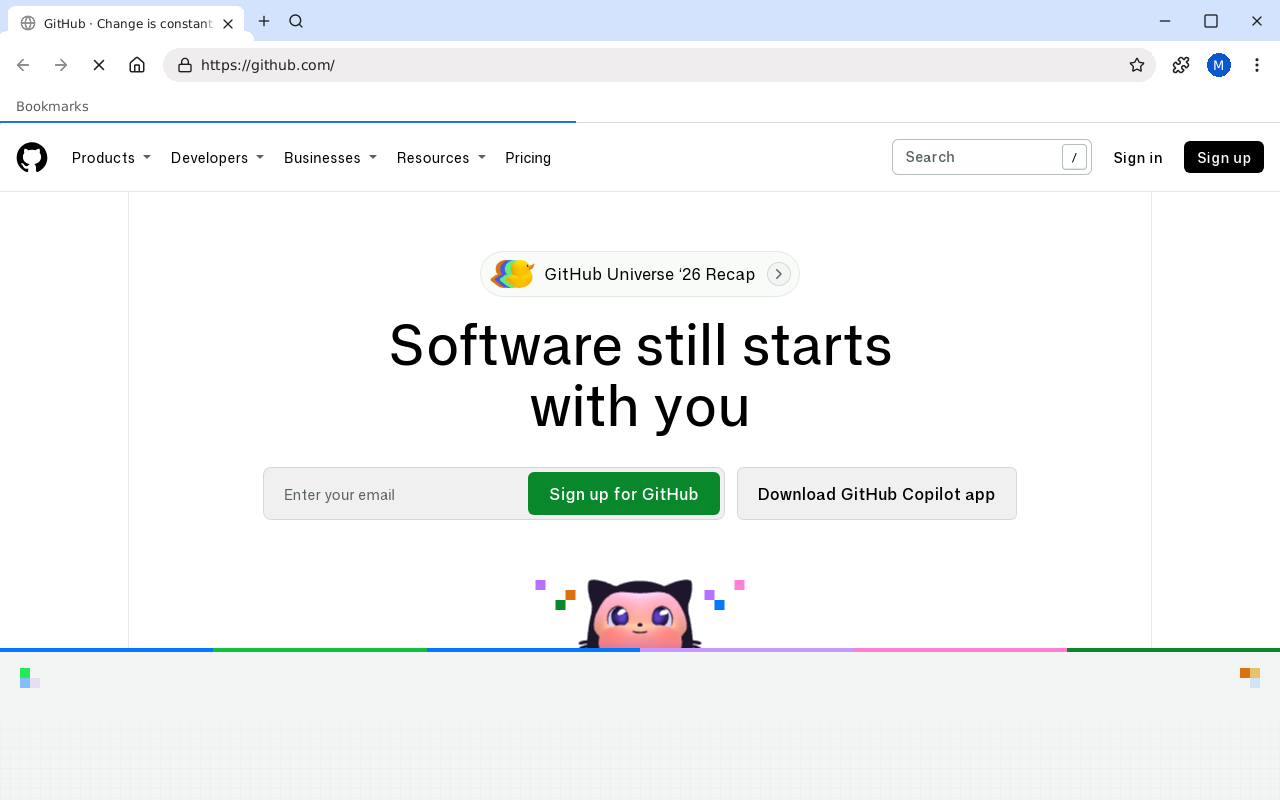 GitHub · Change is constant
https://github.com/
M
Bookmarks
Products
Developers
Businesses
Resources
Pricing
Search
/
Sign in
Sign up
GitHub Universe ‘26 Recap
Software still starts
with you
Enter your email
Sign up for GitHub
Download GitHub Copilot app